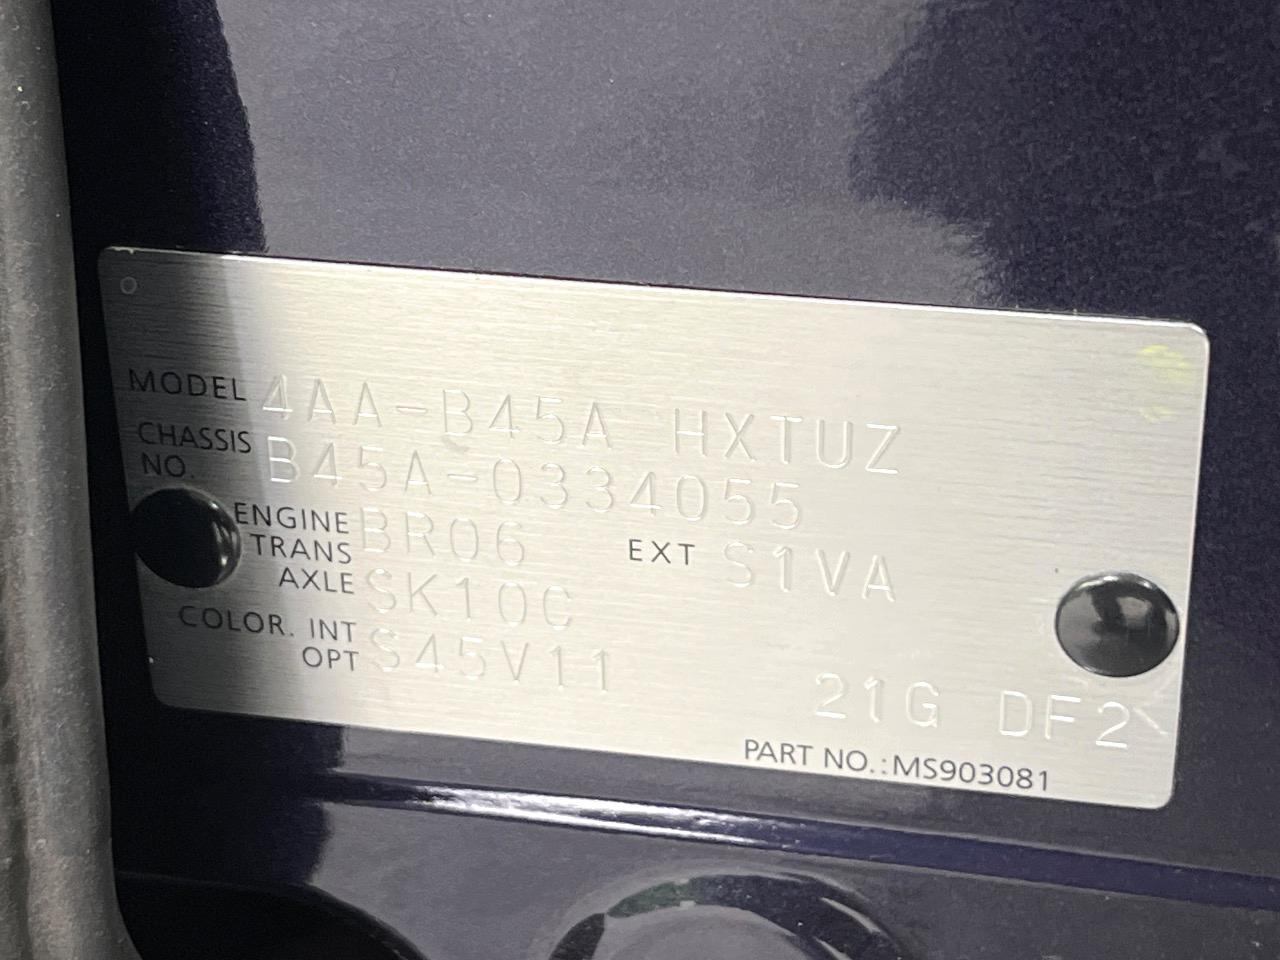 MODEL 4AA-B45A HXTUZ
CHASSIS NO. B45A-0334055
ENGINE BR06 EXT S1VA
TRANS AXLE SK10C
COLOR. INT OPT S45V11
21G DF2
PART NO.:MS903081